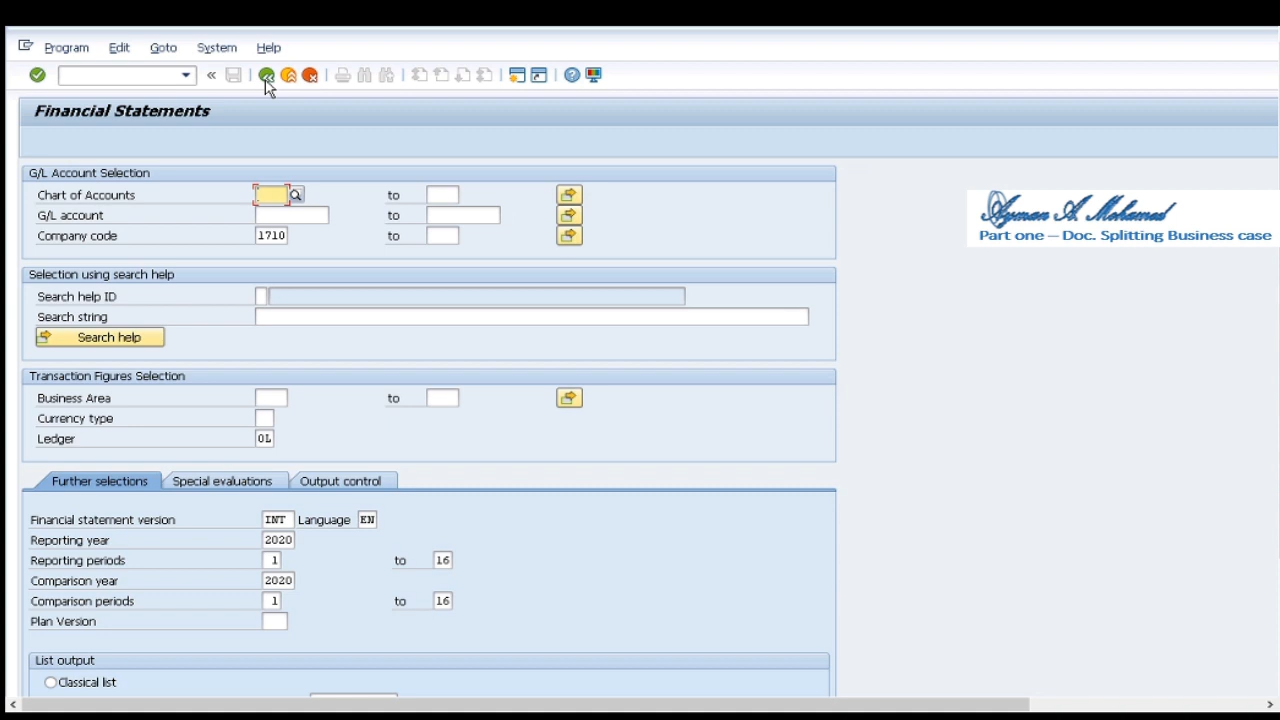 Program Edit Goto System Help
Financial Statements
G/L Account Selection
Chart of Accounts to
G/L account to
Company code 1710 to
Ayman A. Mohamed
Part one – Doc. Splitting Business case
Selection using search help
Search help ID
Search string
Search help
Transaction Figures Selection
Business Area to
Currency type
Ledger 0L
Further selections Special evaluations Output control
Financial statement version INT Language EN
Reporting year 2020
Reporting periods 1 to 16
Comparison year 2020
Comparison periods 1 to 16
Plan Version
List output
Classical list